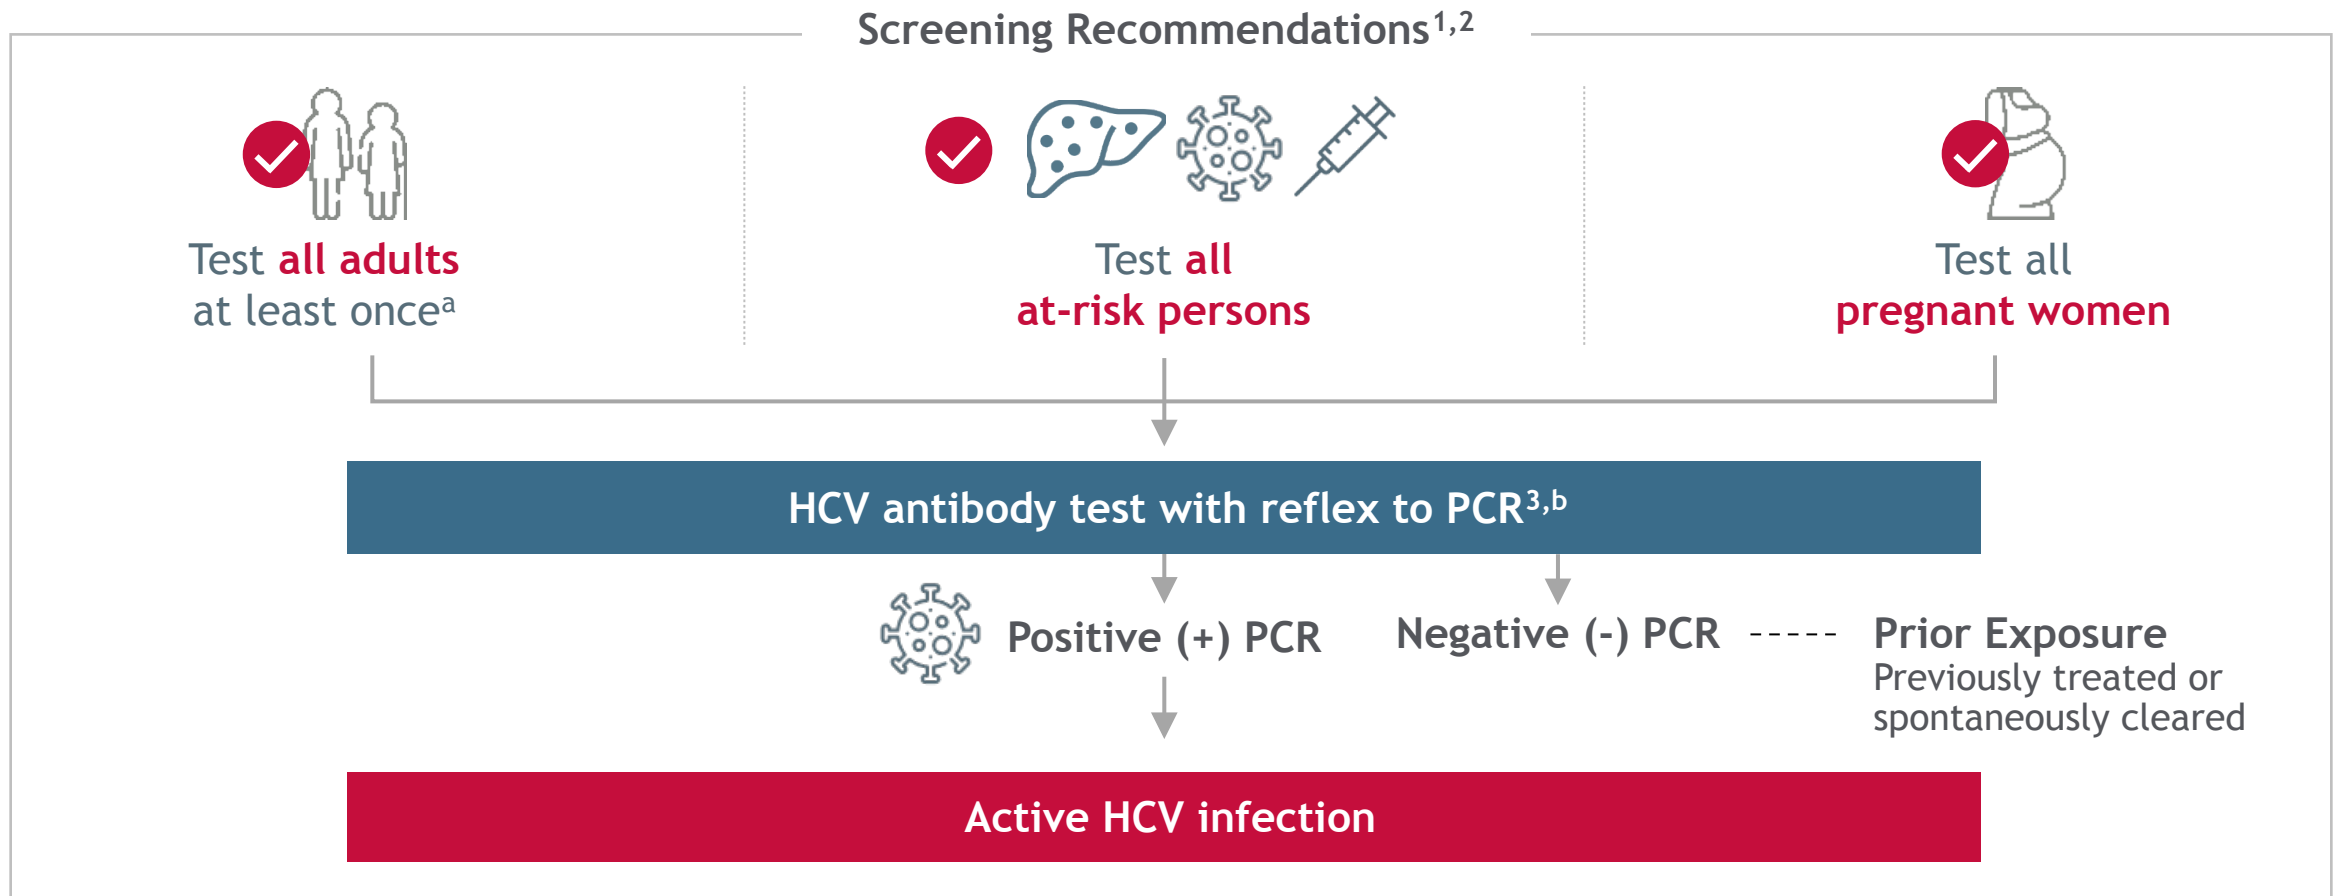 Screening Recommendations1,2
Test all adults
at least oncea
Test all
at-risk persons
Test all
pregnant women
HCV antibody test with reflex to PCR3,b
Positive (+) PCR
Negative (-) PCR ----- Prior Exposure
Previously treated or
spontaneously cleared
Active HCV infection